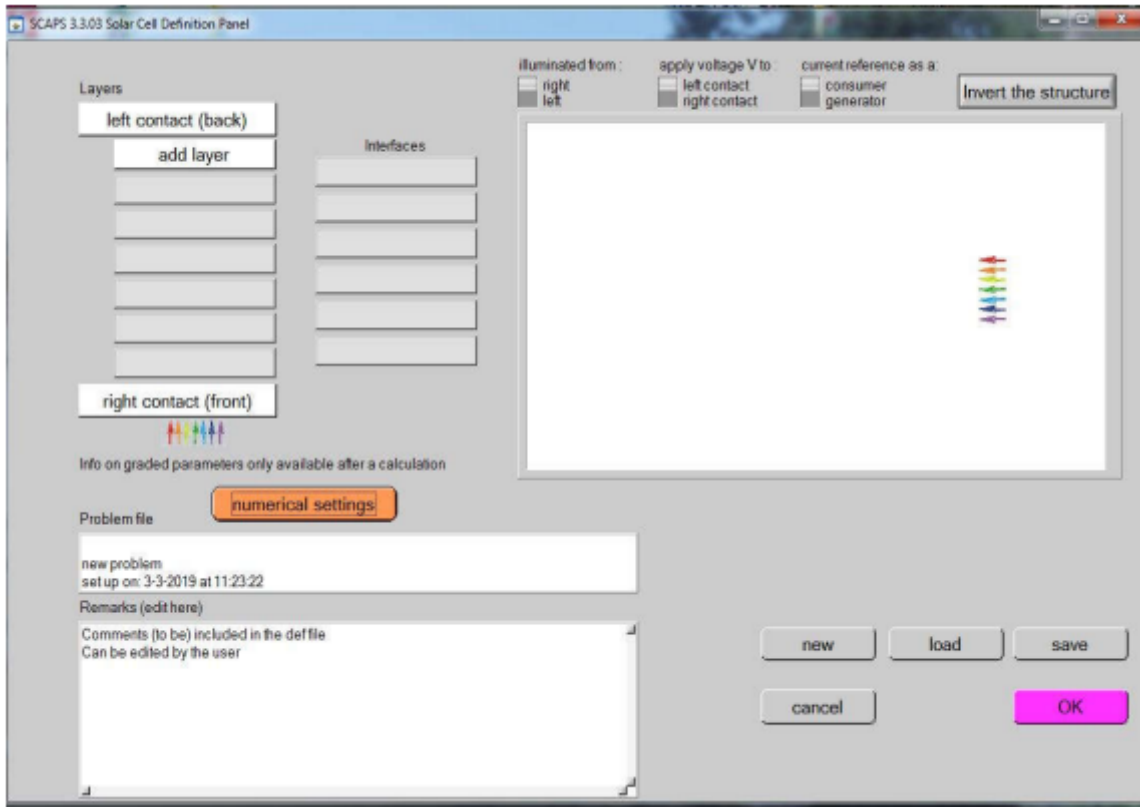 SCAPS 3.3.03 Solar Cell Definition Panel
Layers
left contact (back)
add layer
Interfaces
right contact (front)
Info on graded parameters only available after a calculation
illuminated from :
right
left
apply voltage V to :
left contact
right contact
current reference as a:
consumer
generator
Invert the structure
numerical settings
Problem file
new problem
set up on: 3-3-2019 at 11:23:22
Remarks (edit here)
Comments (to be) included in the def file
Can be edited by the user
new
load
save
cancel
OK